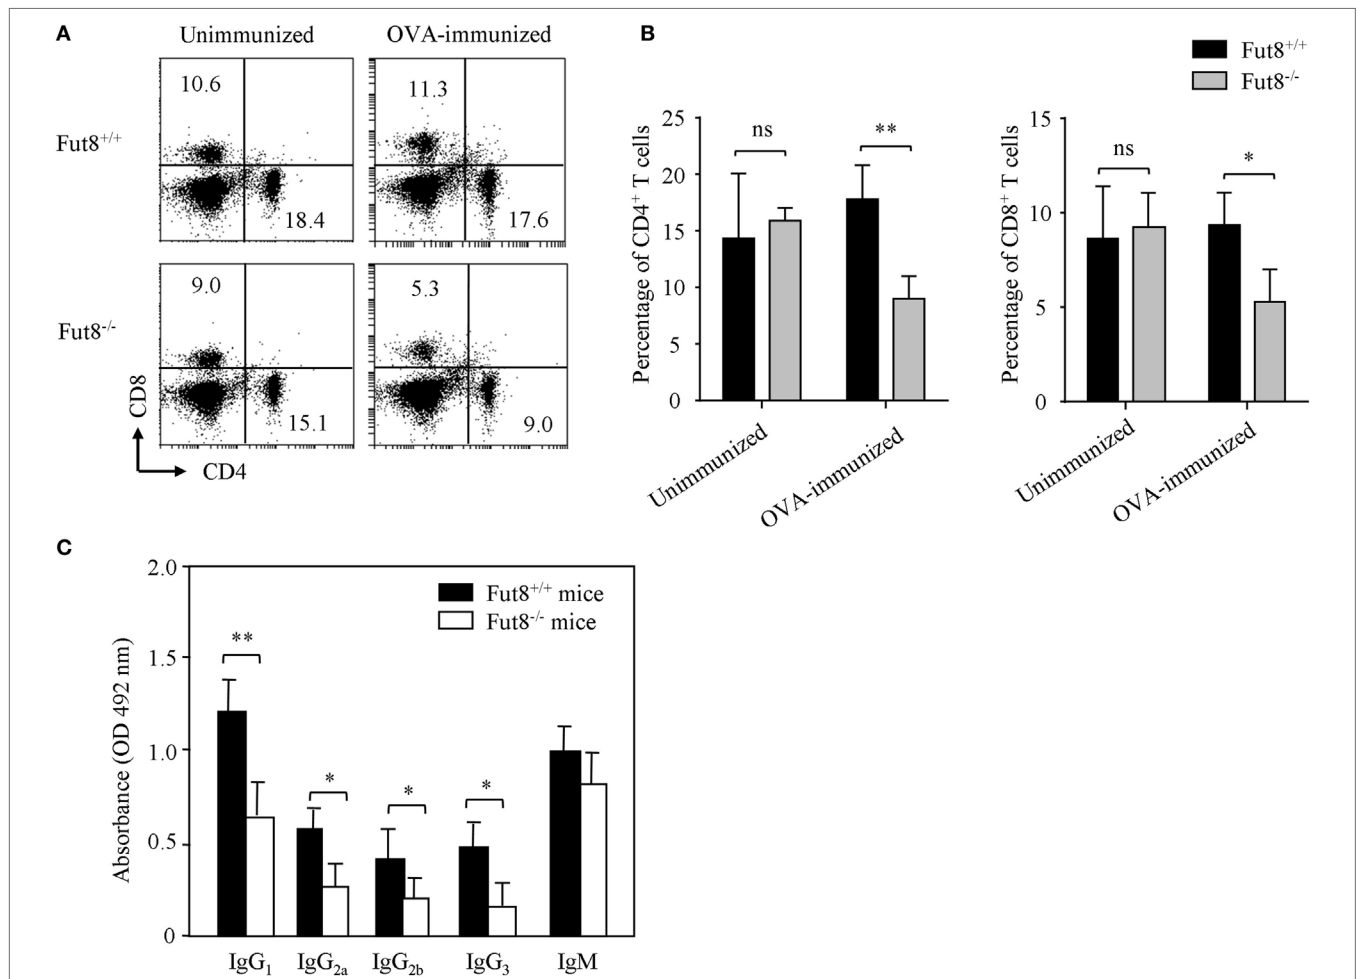 A
Unimmunized
OVA-immunized
Fut8+/+
10.6
18.4
11.3
17.6
Fut8-/-
9.0
15.1
5.3
9.0
CD8
CD4
B
Fut8+/+
Fut8-/-
Percentage of CD4+ T cells
25
20
15
10
5
0
ns
**
Unimmunized
OVA-immunized
Percentage of CD8+ T cells
15
10
5
0
ns
*
Unimmunized
OVA-immunized
C
Fut8+/+ mice
Fut8-/- mice
Absorbance (OD 492 nm)
2.0
1.5
1.0
0.5
0
**
*
*
*
IgG1
IgG2a
IgG2b
IgG3
IgM